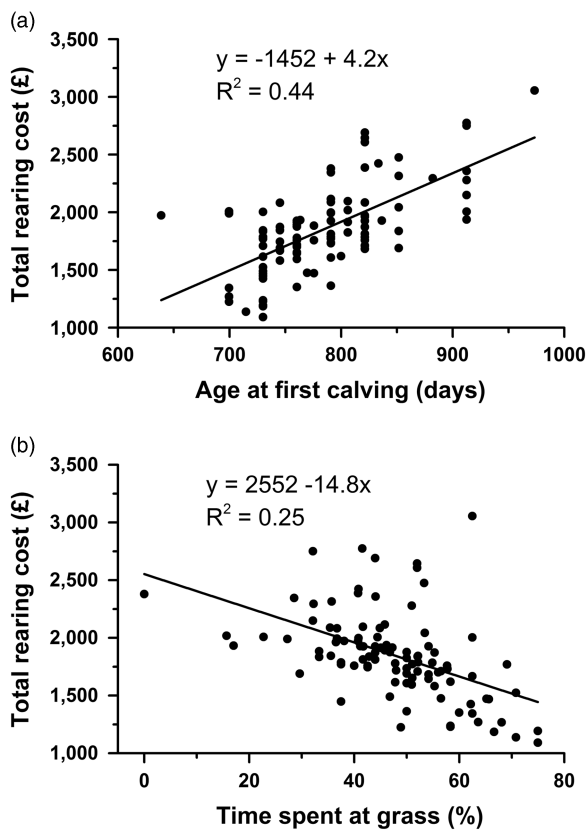 (a)
3,500
3,000
2,500
2,000
1,500
1,000
Total rearing cost (£)
y = -1452 + 4.2x
R² = 0.44
600 700 800 900 1000
Age at first calving (days)
(b)
3,500
3,000
2,500
2,000
1,500
1,000
Total rearing cost (£)
y = 2552 -14.8x
R² = 0.25
0 20 40 60 80
Time spent at grass (%)